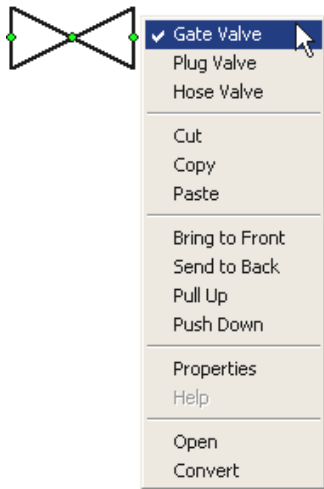 Gate Valve
Plug Valve
Hose Valve
Cut
Copy
Paste
Bring to Front
Send to Back
Pull Up
Push Down
Properties
Help
Open
Convert